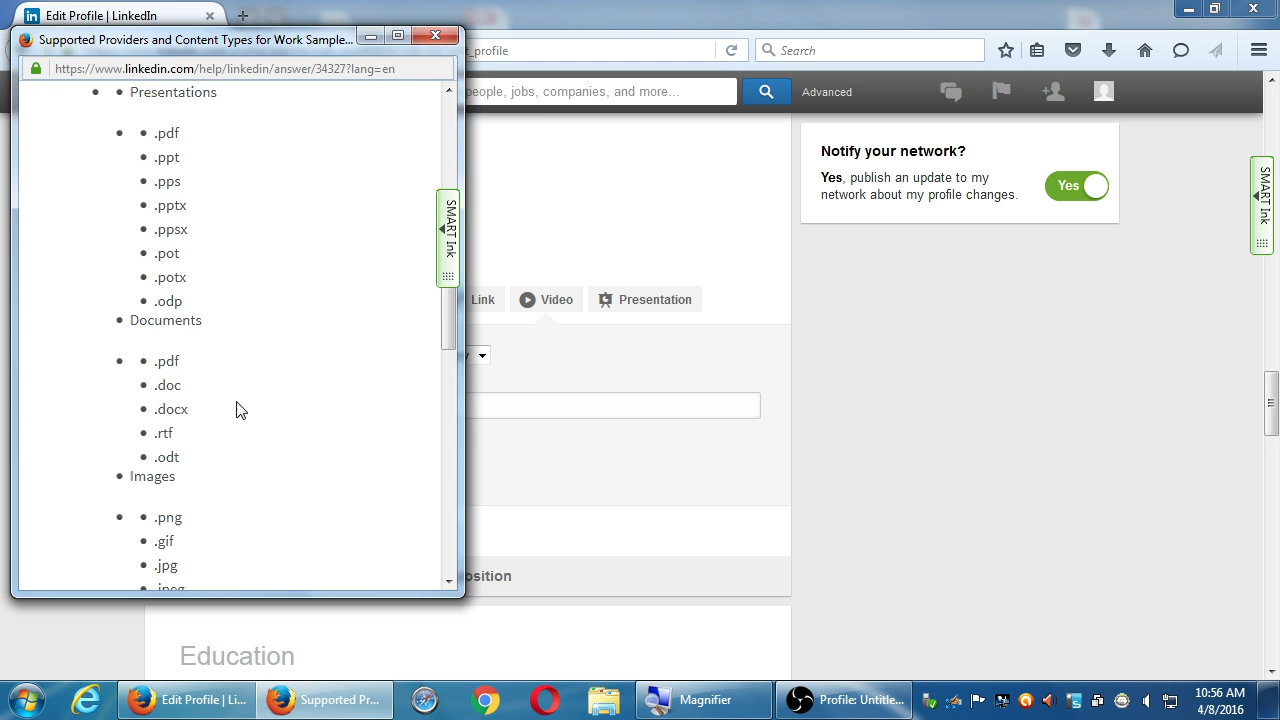 Edit Profile | LinkedIn
Supported Providers and Content Types for Work Sample...
https://www.linkedin.com/help/linkedin/answer/34327?lang=en
t_profile
Search
people, jobs, companies, and more...
Advanced
Presentations
.pdf
.ppt
.pps
.pptx
.ppsx
.pot
.potx
.odp
Documents
.pdf
.doc
.docx
.rtf
.odt
Images
.png
.gif
.jpg
.jpeg
SMART Ink
Notify your network?
Yes, publish an update to my
network about my profile changes.
Yes
SMART Ink
Link
Video
Presentation
osition
Education
Edit Profile | Li...
Supported Pr...
Magnifier
Profile: Untitle...
10:56 AM
4/8/2016